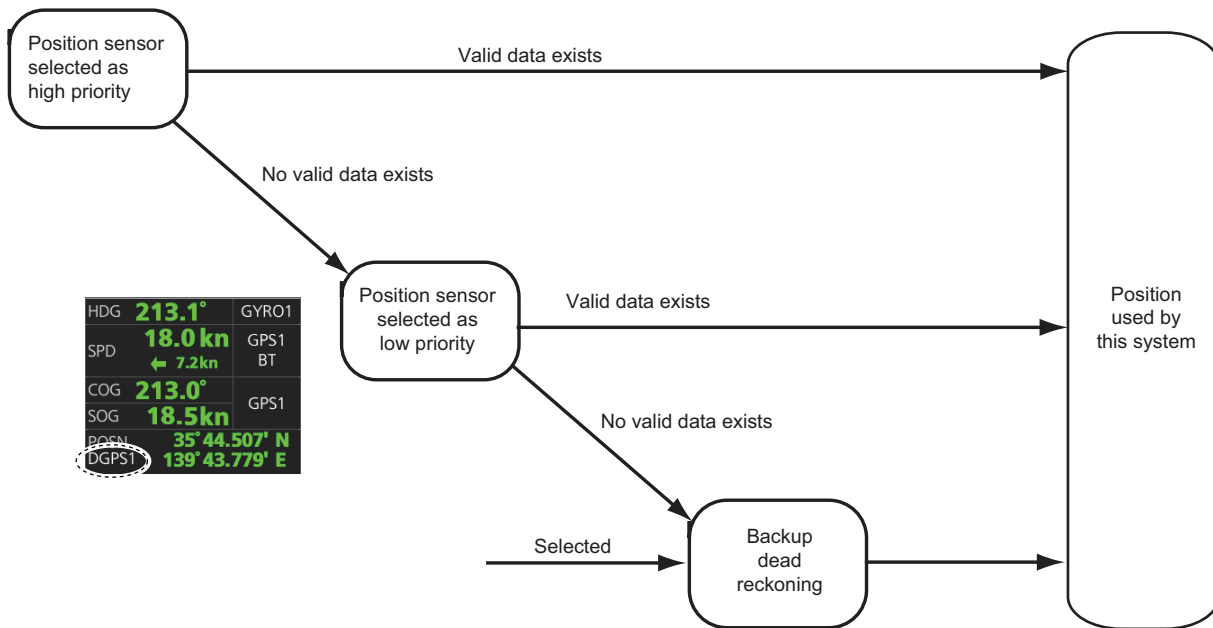 Position sensor
selected as
high priority
Valid data exists
No valid data exists
Position sensor
selected as
low priority
Valid data exists
Position
used by
this system
HDG 213.1° GYRO1
SPD 18.0 kn GPS1
7.2kn BT
COG 213.0° GPS1
SOG 18.5kn
POSN 35°44.507' N
DGPS1 139°43.779' E
No valid data exists
Selected
Backup
dead
reckoning